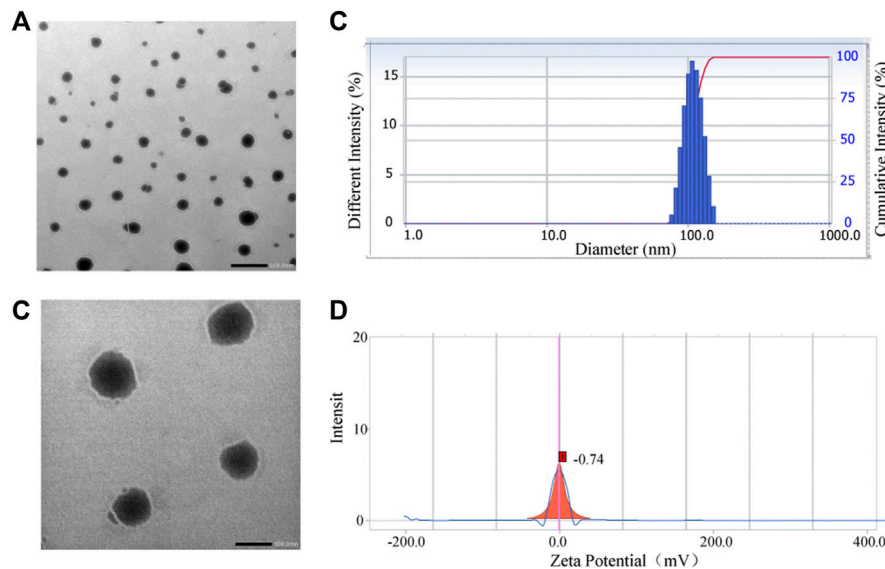 A
C
Different Intensity (%)
15
10
5
0
100
75
50
25
0
Cumulative Intensity (%)
1.0
10.0
100.0
1000.0
Diameter (nm)
C
D
Intensit
20
10
0
-0.74
-200.0
0.0
200.0
400.
Zeta Potential（mV）